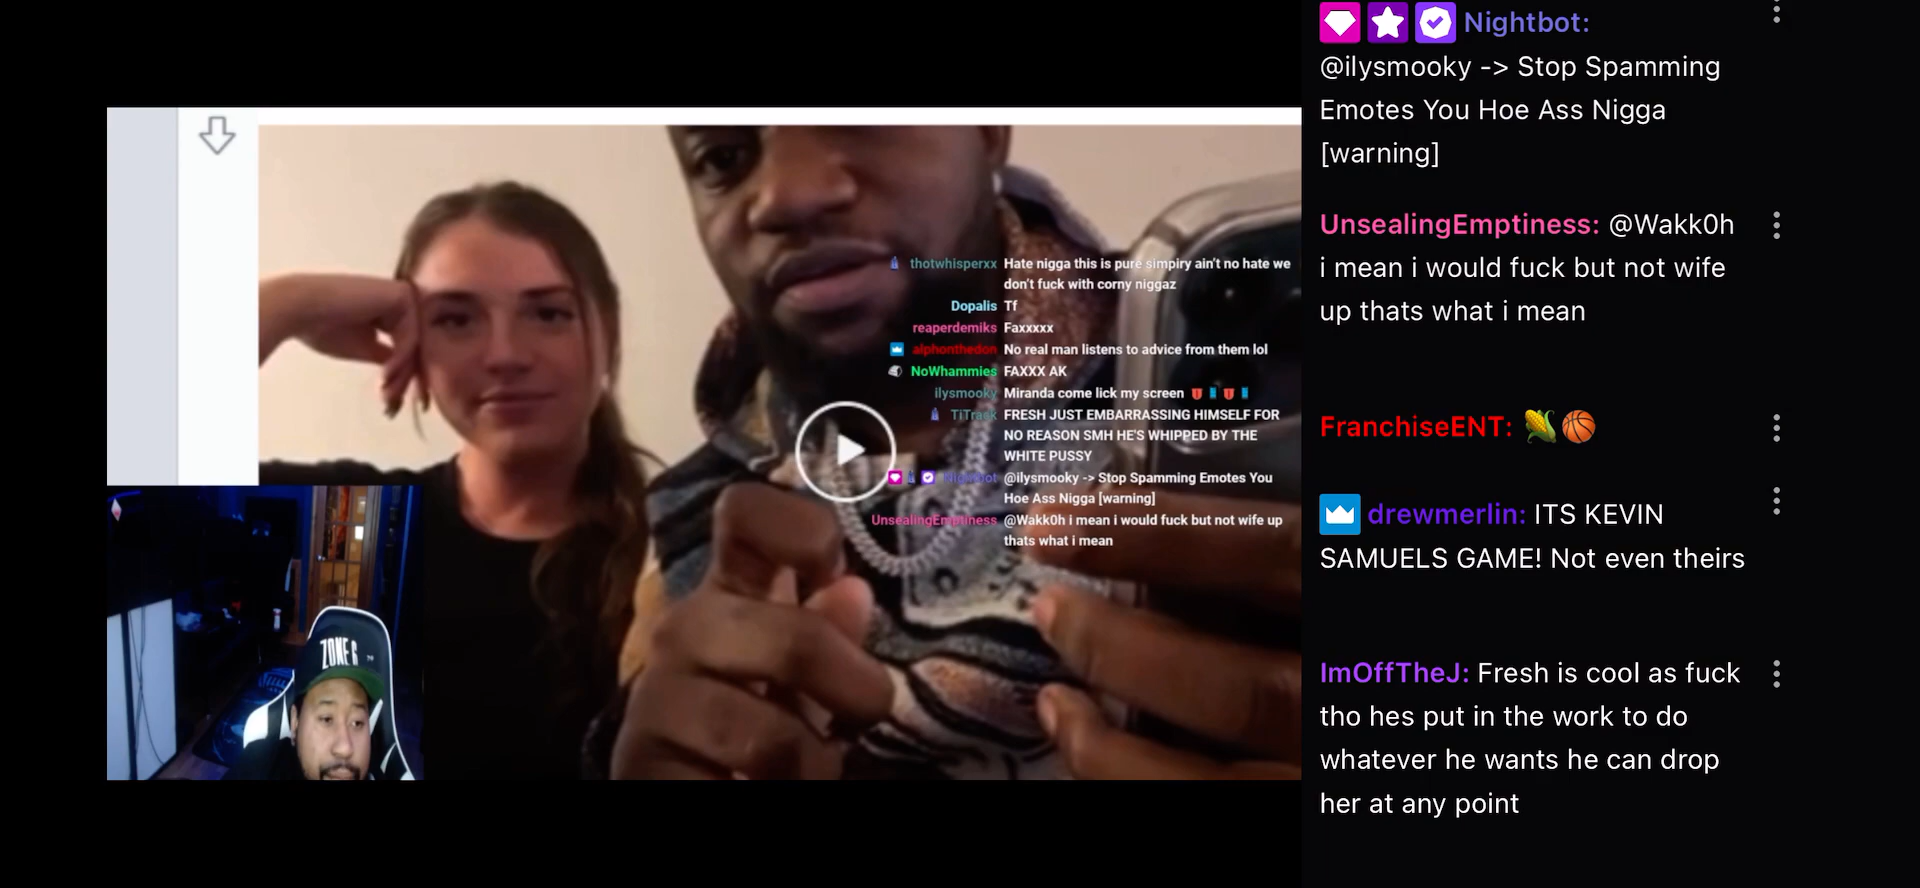 thotwhisperxx Hate nigga this is pure simpiry ain't no hate we
don't fuck with corny niggaz
Dopalis Tf
reaperdemiks Faxxxxx
alphonthedon No real man listens to advice from them lol
NoWhammies FAXXX AK
ilysmooky Miranda come lick my screen
TiTrack FRESH JUST EMBARRASSING HIMSELF FOR
NO REASON SMH HE'S WHIPPED BY THE
WHITE PUSSY
Nightbot @ilysmooky -> Stop Spamming Emotes You
Hoe Ass Nigga [warning]
UnsealingEmptiness @Wakk0h i mean i would fuck but not wife up
thats what i mean
ZONE 6
Nightbot:
@ilysmooky -> Stop Spamming
Emotes You Hoe Ass Nigga
[warning]
UnsealingEmptiness: @Wakk0h
i mean i would fuck but not wife
up thats what i mean
FranchiseENT: 🌽🏀
drewmerlin: ITS KEVIN
SAMUELS GAME! Not even theirs
ImOffTheJ: Fresh is cool as fuck
tho hes put in the work to do
whatever he wants he can drop
her at any point